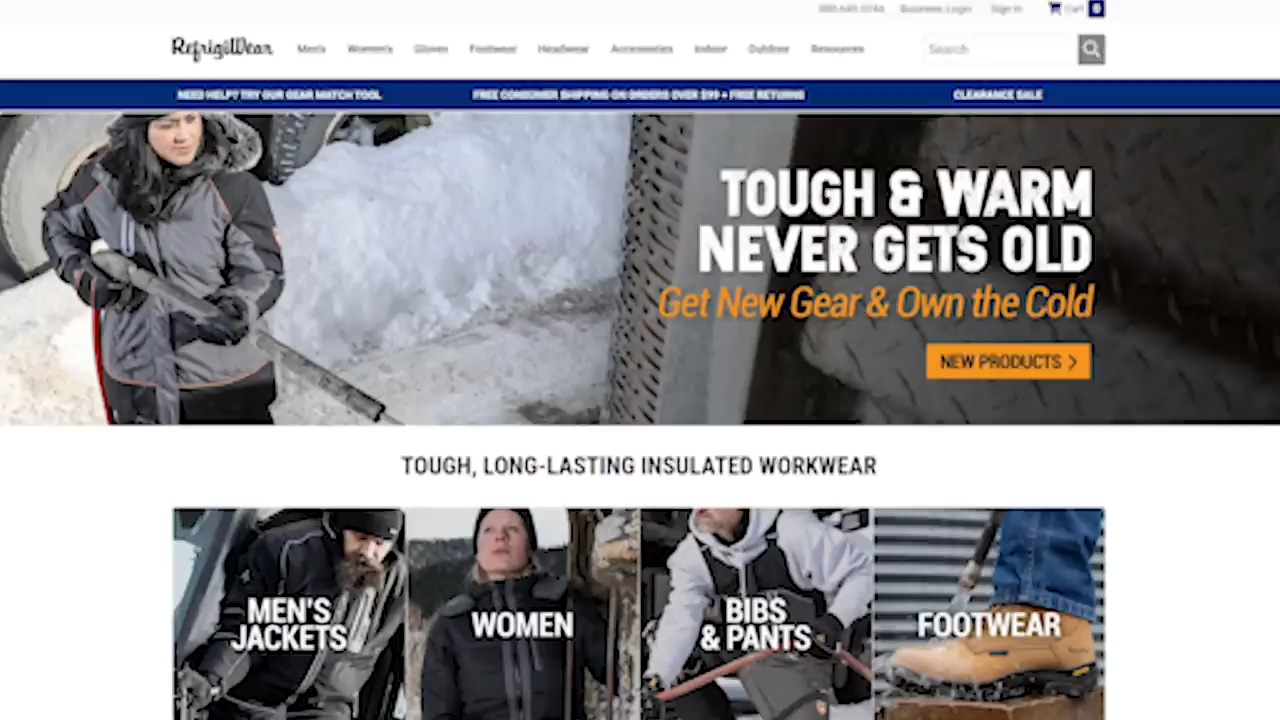 Business Login
Sign In
Cart
0
RefrigiWear
Men's
Women's
Gloves
Footwear
Headwear
Accessories
Indoor
Outdoor
Resources
Search
NEED HELP? TRY OUR GEAR MATCH TOOL
FREE CONSUMER SHIPPING ON ORDERS OVER $99 + FREE RETURNS
CLEARANCE SALE
TOUGH & WARM
NEVER GETS OLD
Get New Gear & Own the Cold
NEW PRODUCTS
TOUGH, LONG-LASTING INSULATED WORKWEAR
MEN'S
JACKETS
WOMEN
BIBS
& PANTS
FOOTWEAR